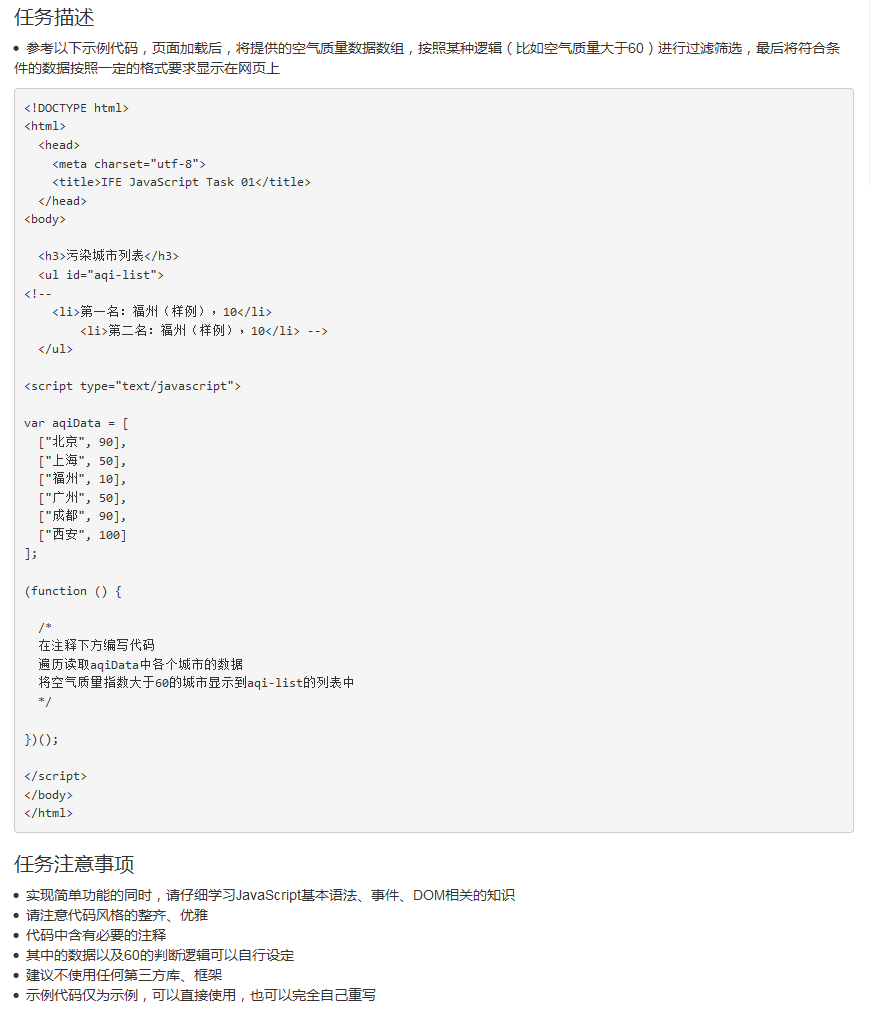 任务描述
• 参考以下示例代码，页面加载后，将提供的空气质量数据数组，按照某种逻辑（比如空气质量大于60）进行过滤筛选，最后将符合条
件的数据按照一定的格式要求显示在网页上
<!DOCTYPE html>
<html>
  <head>
    <meta charset="utf-8">
    <title>IFE JavaScript Task 01</title>
  </head>
<body>
  <h3>污染城市列表</h3>
  <ul id="aqi-list">
<!--
    <li>第一名：福州（样例），10</li>
        <li>第二名：福州（样例），10</li> -->
  </ul>
<script type="text/javascript">
var aqiData = [
  ["北京", 90],
  ["上海", 50],
  ["福州", 10],
  ["广州", 50],
  ["成都", 90],
  ["西安", 100]
];
(function () {
  /*
  在注释下方编写代码
  遍历读取aqiData中各个城市的数据
  将空气质量指数大于60的城市显示到aqi-list的列表中
  */
})();
</script>
</body>
</html>
任务注意事项
• 实现简单功能的同时，请仔细学习JavaScript基本语法、事件、DOM相关的知识
• 请注意代码风格的整齐、优雅
• 代码中含有必要的注释
• 其中的数据以及60的判断逻辑可以自行设定
• 建议不使用任何第三方库、框架
• 示例代码仅为示例，可以直接使用，也可以完全自己重写